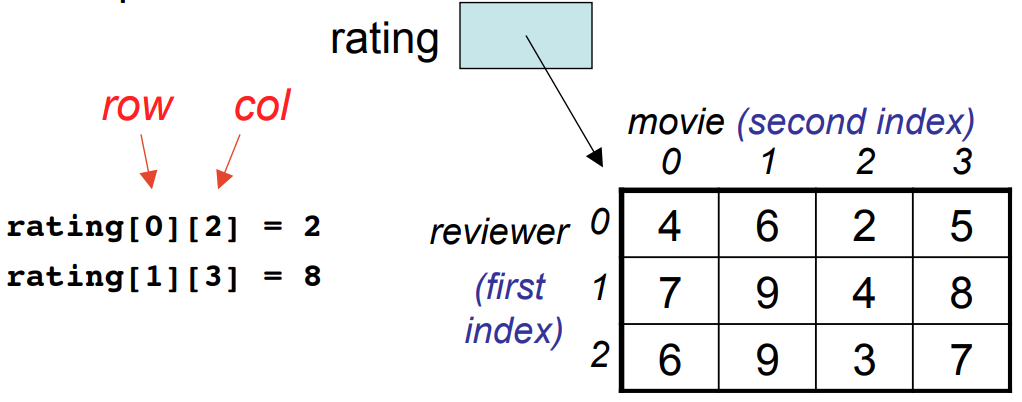 rating
row col
movie (second index)
0 1 2 3
rating[0][2] = 2
rating[1][3] = 8
reviewer
(first
index)
0 4 6 2 5
1 7 9 4 8
2 6 9 3 7